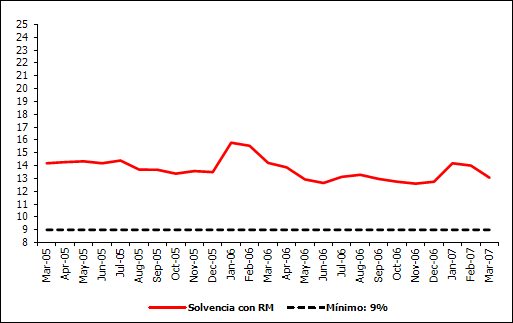 25
24
23
22
21
20
19
18
17
16
15
14
13
12
11
10
9
8
Mar-05
Apr-05
May-05
Jun-05
Jul-05
Aug-05
Sep-05
Oct-05
Nov-05
Dec-05
Jan-06
Feb-06
Mar-06
Apr-06
May-06
Jun-06
Jul-06
Aug-06
Sep-06
Oct-06
Nov-06
Dec-06
Jan-07
Feb-07
Mar-07
Solvencia con RM
Mínimo: 9%